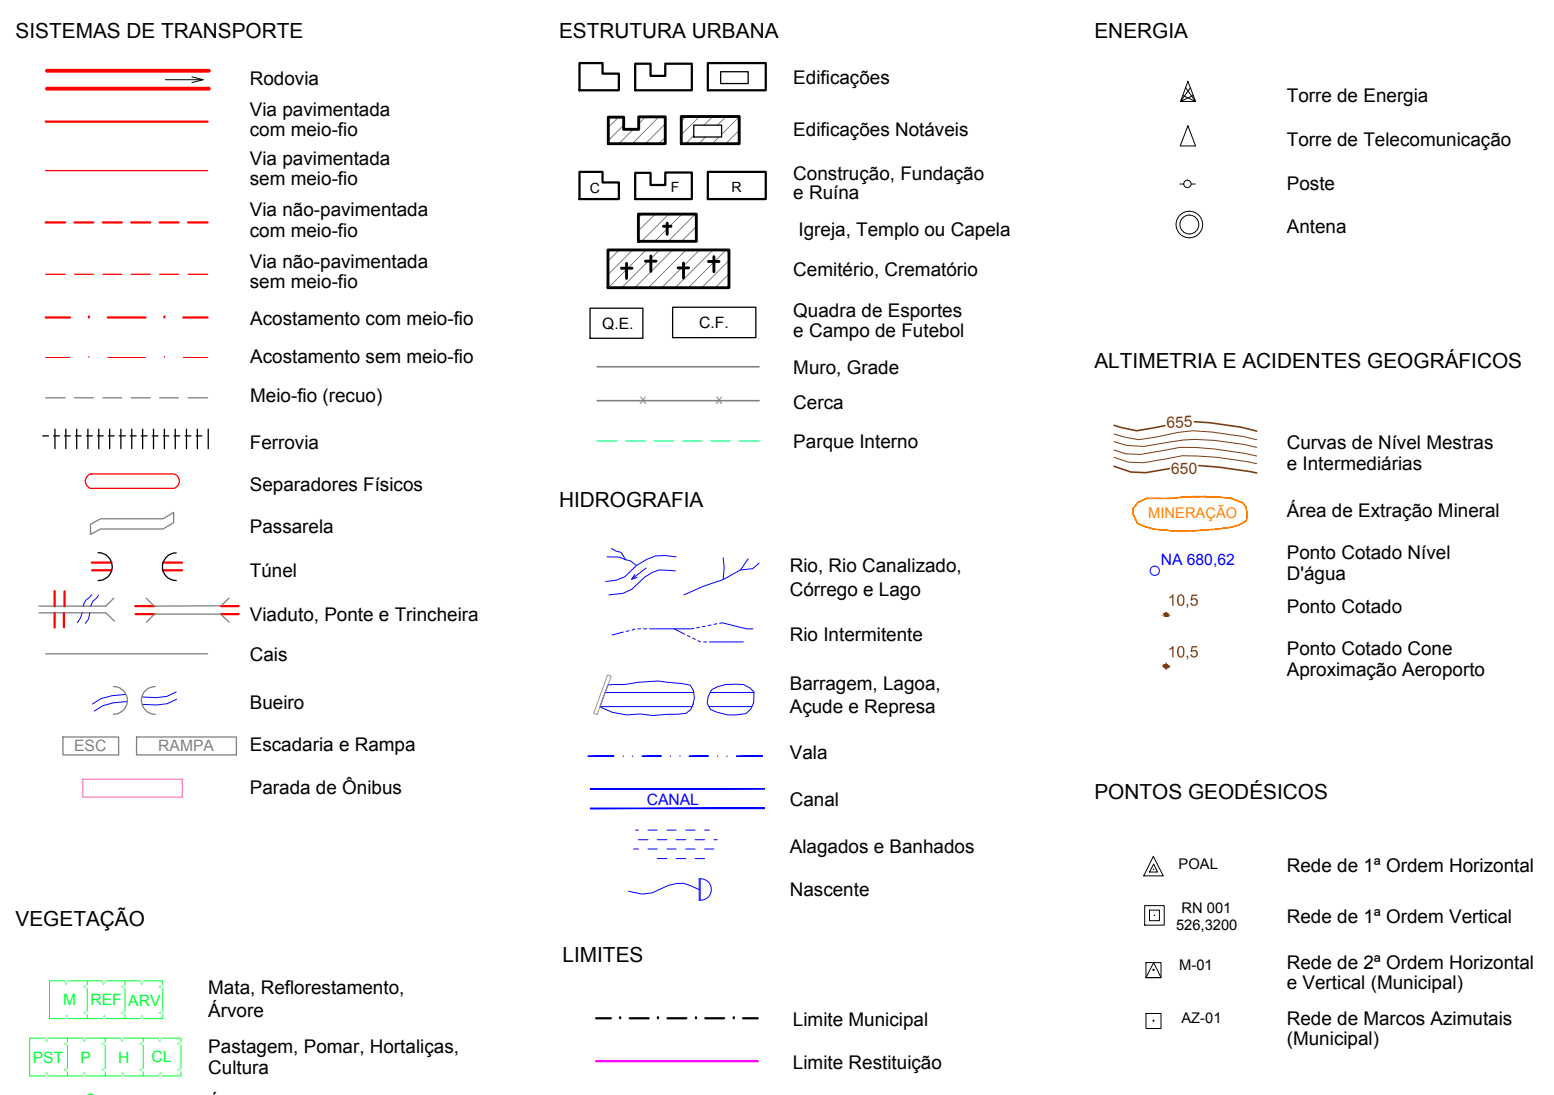 SISTEMAS DE TRANSPORTE
Rodovia
Via pavimentada
com meio-fio
Via pavimentada
sem meio-fio
Via não-pavimentada
com meio-fio
Via não-pavimentada
sem meio-fio
Acostamento com meio-fio
Acostamento sem meio-fio
Meio-fio (recuo)
Ferrovia
Separadores Físicos
Passarela
Túnel
Viaduto, Ponte e Trincheira
Cais
Bueiro
ESC RAMPA Escadaria e Rampa
Parada de Ônibus
VEGETAÇÃO
M REF ARV Mata, Reflorestamento,
Árvore
PST P H CL Pastagem, Pomar, Hortaliças,
Cultura
ESTRUTURA URBANA
Edificações
Edificações Notáveis
C F R Construção, Fundação
e Ruína
Igreja, Templo ou Capela
Cemitério, Crematório
Q.E. C.F. Quadra de Esportes
e Campo de Futebol
Muro, Grade
x x Cerca
Parque Interno
HIDROGRAFIA
Rio, Rio Canalizado,
Córrego e Lago
Rio Intermitente
Barragem, Lagoa,
Açude e Represa
Vala
CANAL Canal
Alagados e Banhados
Nascente
LIMITES
Limite Municipal
Limite Restituição
ENERGIA
Torre de Energia
Torre de Telecomunicação
Poste
Antena
ALTIMETRIA E ACIDENTES GEOGRÁFICOS
655
650
Curvas de Nível Mestras
e Intermediárias
MINERAÇÃO Área de Extração Mineral
NA 680,62 Ponto Cotado Nível
D'água
10,5 Ponto Cotado
10,5 Ponto Cotado Cone
Aproximação Aeroporto
PONTOS GEODÉSICOS
POAL Rede de 1ª Ordem Horizontal
RN 001
526,3200
Rede de 1ª Ordem Vertical
M-01 Rede de 2ª Ordem Horizontal
e Vertical (Municipal)
AZ-01 Rede de Marcos Azimutais
(Municipal)